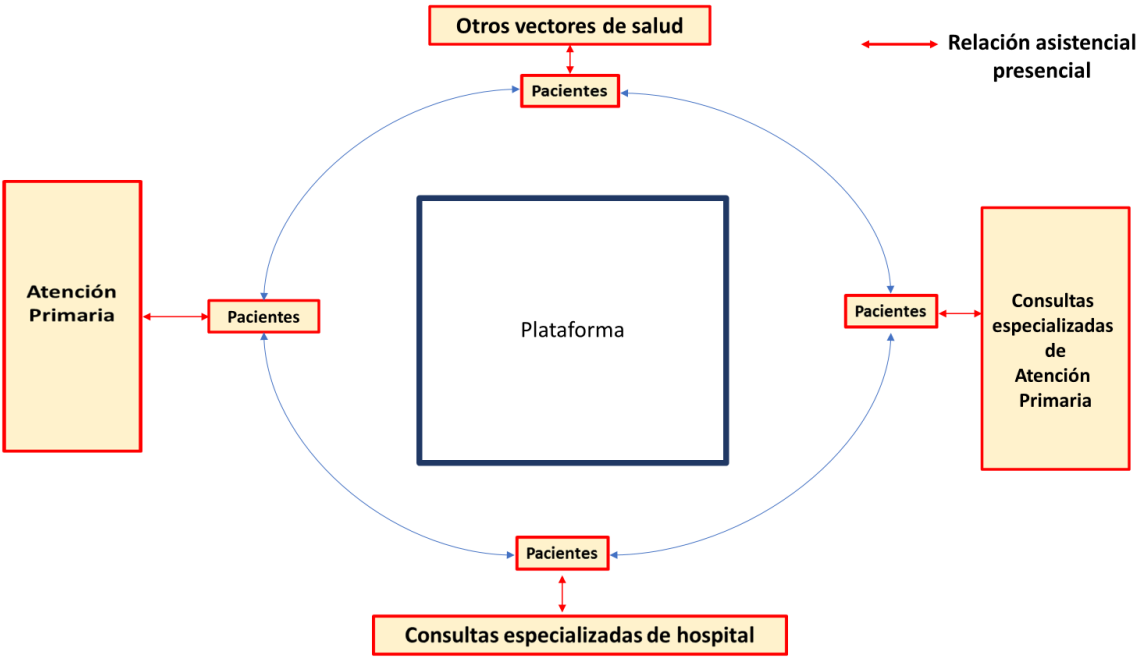 Otros vectores de salud
Relación asistencial
presencial
Pacientes
Atención
Primaria
Pacientes
Plataforma
Pacientes
Consultas
especializadas
de
Atención
Primaria
Pacientes
Consultas especializadas de hospital